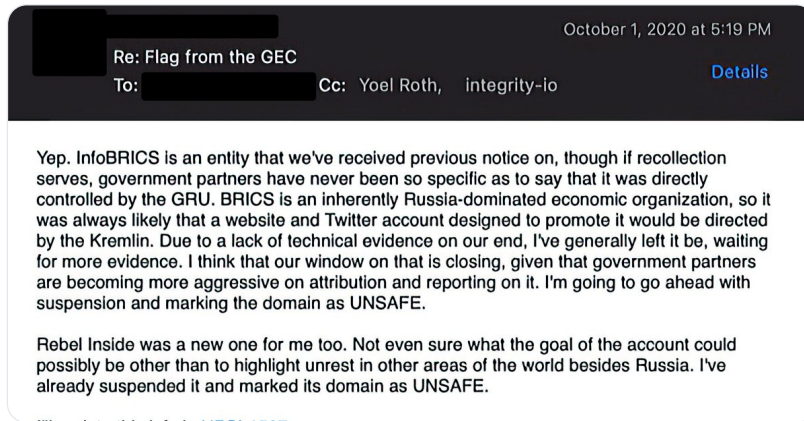 October 1, 2020 at 5:19 PM
Re: Flag from the GEC
To: Cc: Yoel Roth, integrity-io
Details
Yep. InfoBRICS is an entity that we've received previous notice on, though if recollection
serves, government partners have never been so specific as to say that it was directly
controlled by the GRU. BRICS is an inherently Russia-dominated economic organization, so it
was always likely that a website and Twitter account designed to promote it would be directed
by the Kremlin. Due to a lack of technical evidence on our end, I've generally left it be, waiting
for more evidence. I think that our window on that is closing, given that government partners
are becoming more aggressive on attribution and reporting on it. I'm going to go ahead with
suspension and marking the domain as UNSAFE.
Rebel Inside was a new one for me too. Not even sure what the goal of the account could
possibly be other than to highlight unrest in other areas of the world besides Russia. I've
already suspended it and marked its domain as UNSAFE.